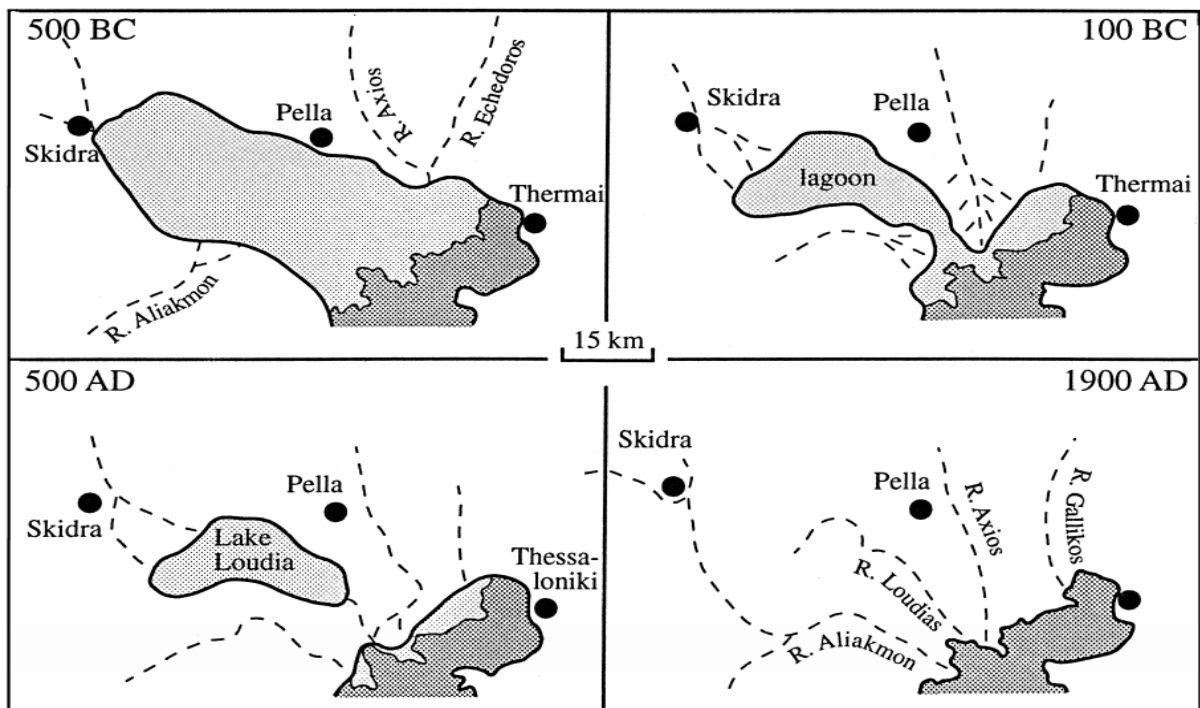 500 BC
Skidra
Pella
R. Axios
R. Echedoros
Thermai
R. Aliakmon
100 BC
Skidra
Pella
lagoon
Thermai
15 km
500 AD
Skidra
Pella
Lake
Loudia
Thessa-
loniki
1900 AD
Skidra
Pella
R. Axios
R. Gallikos
R. Loudias
R. Aliakmon